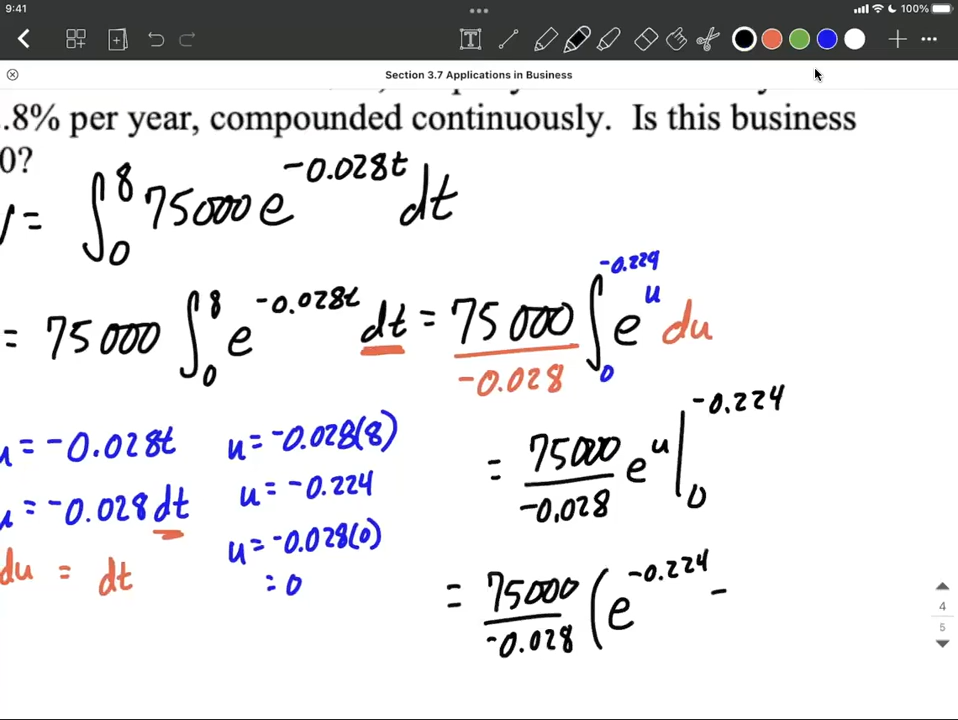 9:41 100%
T
Section 3.7 Applications in Business
.8% per year, compounded continuously. Is this business
0?
= ∫₀⁸ 75000 e^(-0.028t) dt
= 75000 ∫₀⁸ e^(-0.028t) dt = 75000/-0.028 ∫₀^(-0.224) e^u du
u = -0.028t u = -0.028(8)
u = -0.224
= 75000/-0.028 e^u |₀^(-0.224)
u = -0.028 dt
u = -0.028(0)
= 0
du = dt
= 75000/-0.028 (e^(-0.224) -
4
5